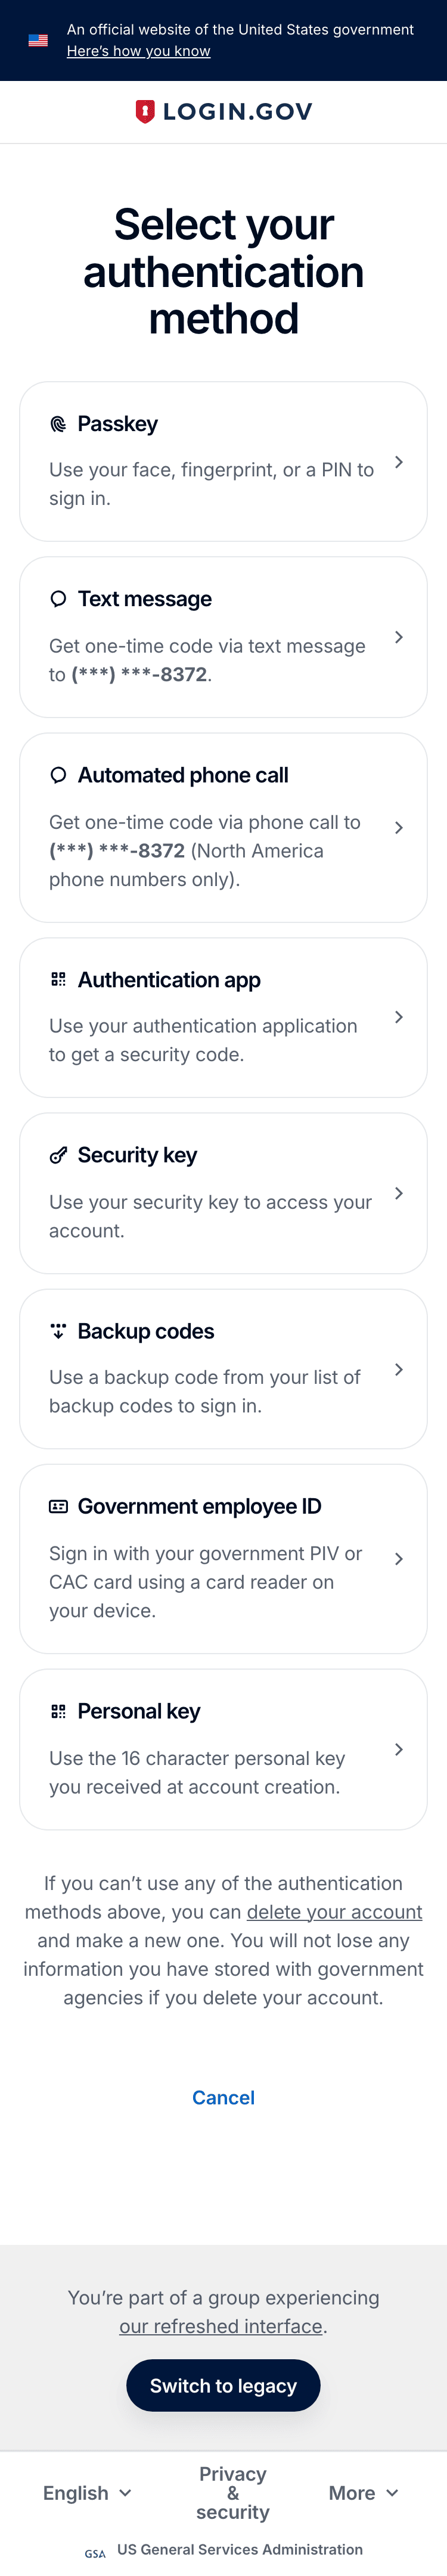 An official website of the United States government
Here’s how you know
LOGIN.GOV
Select your
authentication
method
Passkey
Use your face, fingerprint, or a PIN to
sign in.
Text message
Get one-time code via text message
to (***) ***-8372.
Automated phone call
Get one-time code via phone call to
(***) ***-8372 (North America
phone numbers only).
Authentication app
Use your authentication application
to get a security code.
Security key
Use your security key to access your
account.
Backup codes
Use a backup code from your list of
backup codes to sign in.
Government employee ID
Sign in with your government PIV or
CAC card using a card reader on
your device.
Personal key
Use the 16 character personal key
you received at account creation.
If you can’t use any of the authentication
methods above, you can delete your account
and make a new one. You will not lose any
information you have stored with government
agencies if you delete your account.
Cancel
You’re part of a group experiencing
our refreshed interface.
Switch to legacy
English
Privacy
&
security
More
GSA US General Services Administration